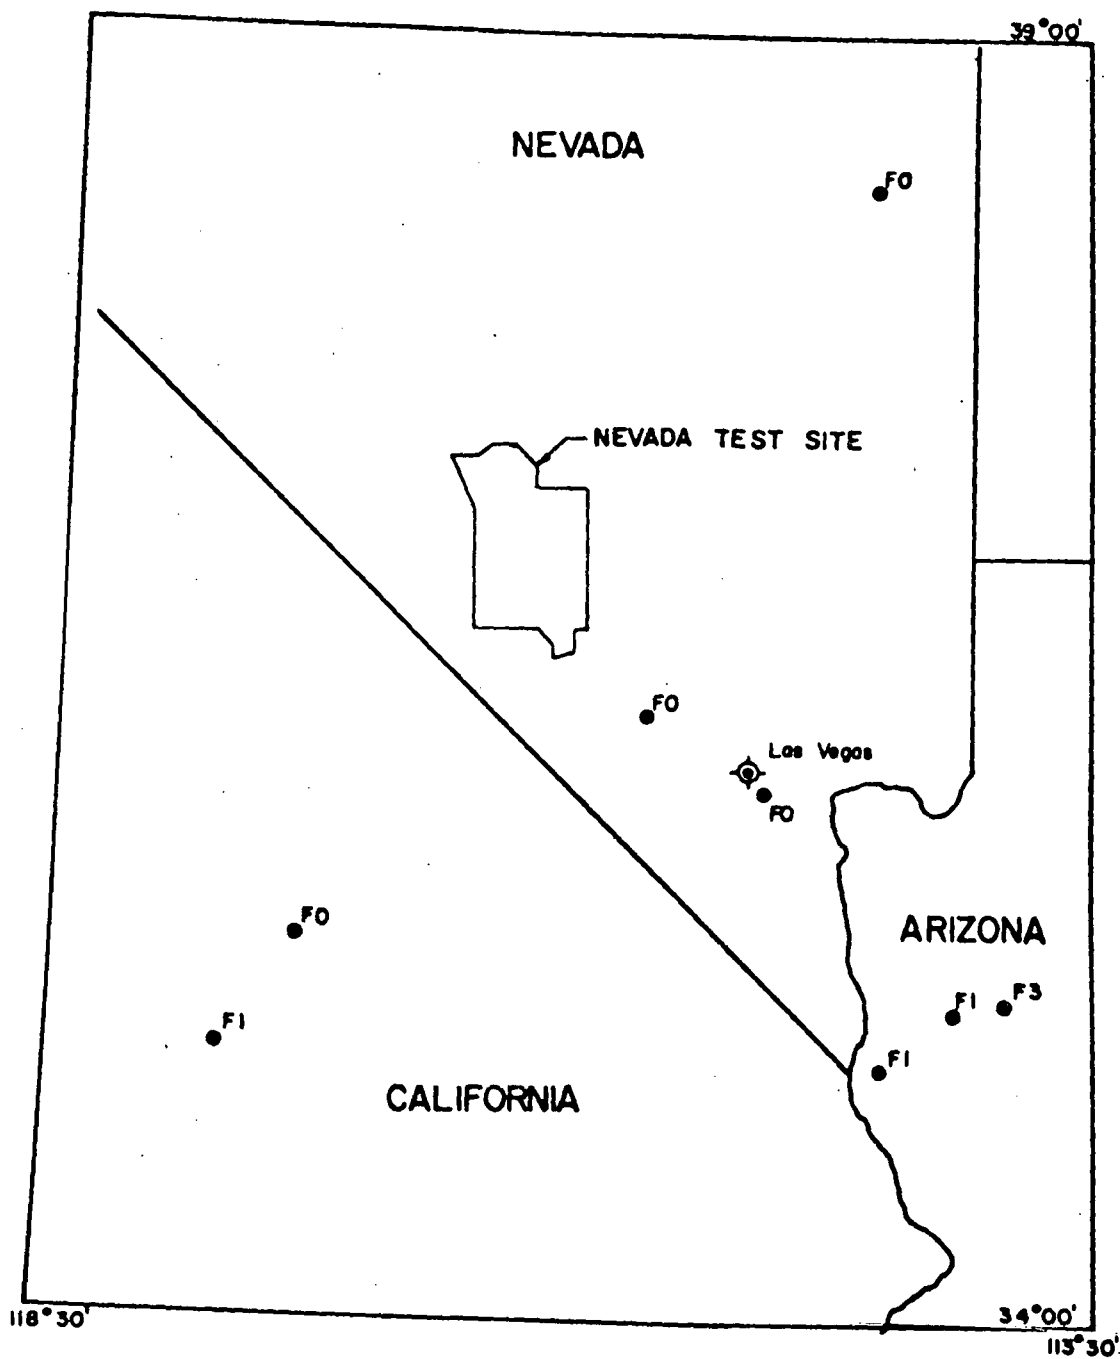 39°00'
NEVADA
F0
NEVADA TEST SITE
F0
Las Vegas
F0
F0
ARIZONA
F1
F3
F1
F1
CALIFORNIA
118°30'
34°00'
113°30'